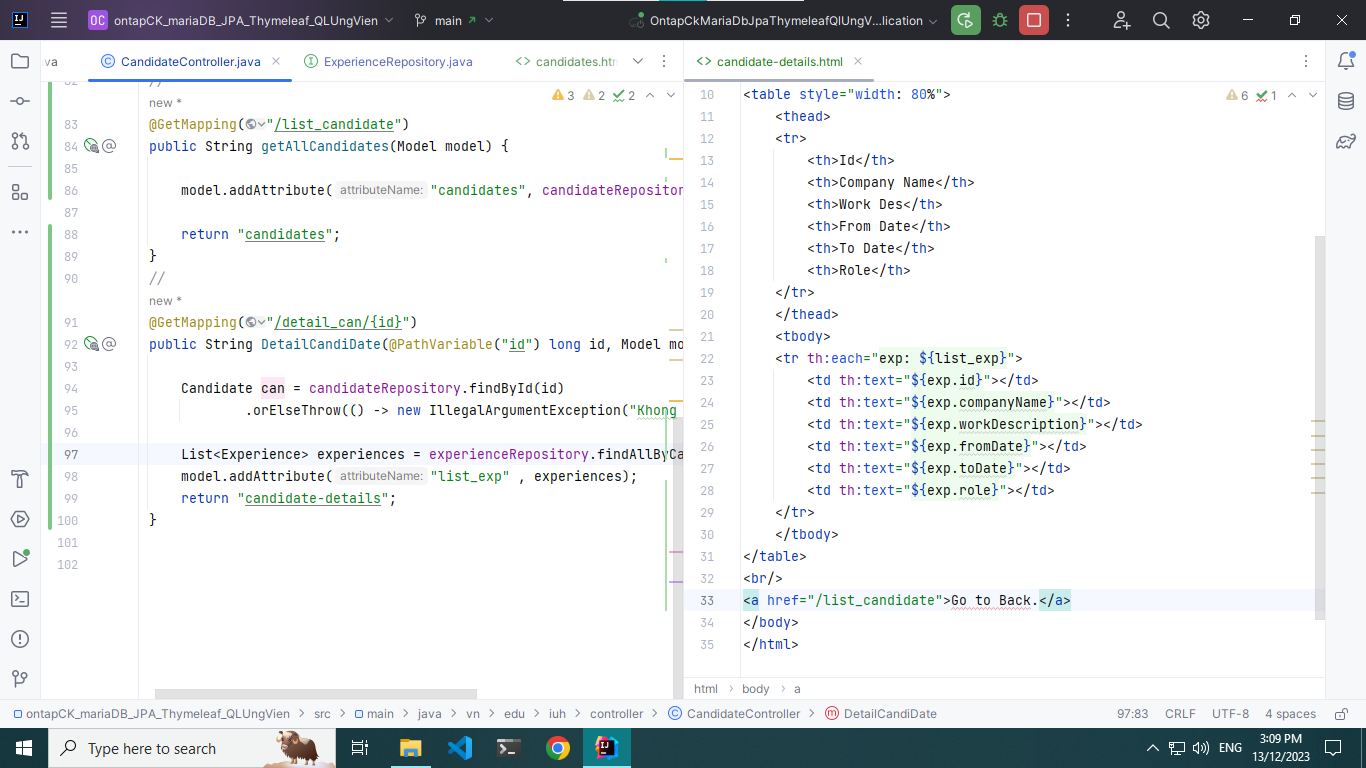 OC ontapCK_mariaDB_JPA_Thymeleaf_QLUngVien main OntapCkMariaDbJpaThymeleafQlUngV...lication
va CandidateController.java ExperienceRepository.java <> candidates.htm <> candidate-details.html
3 2 2
//
new *
83 @GetMapping("/list_candidate")
84 @ public String getAllCandidates(Model model) {
85
86 model.addAttribute( attributeName: "candidates", candidateRepositor
87
88 return "candidates";
89 }
90 //
new *
91 @GetMapping("/detail_can/{id}")
92 @ public String DetailCandiDate(@PathVariable("id") long id, Model mo
93
94 Candidate can = candidateRepository.findById(id)
95 .orElseThrow(() -> new IllegalArgumentException("Khong
96
97 List<Experience> experiences = experienceRepository.findAllByCa
98 model.addAttribute( attributeName: "list_exp" , experiences);
99 return "candidate-details";
100 }
101
102
6 1
10 <table style="width: 80%">
11 <thead>
12 <tr>
13 <th>Id</th>
14 <th>Company Name</th>
15 <th>Work Des</th>
16 <th>From Date</th>
17 <th>To Date</th>
18 <th>Role</th>
19 </tr>
20 </thead>
21 <tbody>
22 <tr th:each="exp: ${list_exp}">
23 <td th:text="${exp.id}"></td>
24 <td th:text="${exp.companyName}"></td>
25 <td th:text="${exp.workDescription}"></td>
26 <td th:text="${exp.fromDate}"></td>
27 <td th:text="${exp.toDate}"></td>
28 <td th:text="${exp.role}"></td>
29 </tr>
30 </tbody>
31 </table>
32 <br/>
33 <a href="/list_candidate">Go to Back.</a>
34 </body>
35 </html>
html > body > a
ontapCK_mariaDB_JPA_Thymeleaf_QLUngVien > src > main > java > vn > edu > iuh > controller > CandidateController > DetailCandiDate 97:83 CRLF UTF-8 4 spaces
Type here to search
ENG
3:09 PM
13/12/2023